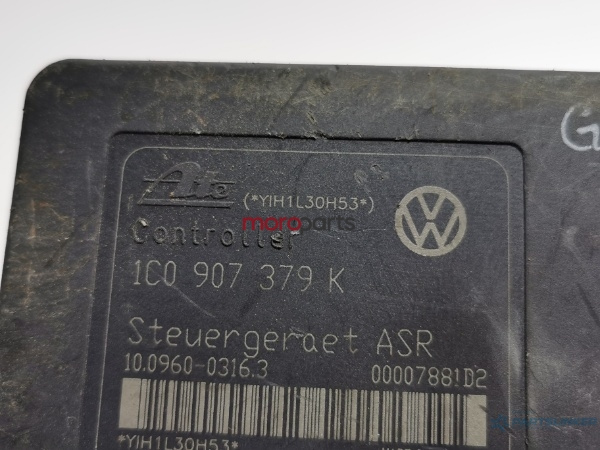 Ate (*YIH1L30H53*)
moroparts
Controller
1C0 907 379 K
Steuergeraet ASR
10.0960-0316.3 00007881D2
*YIH1L30H53*
G